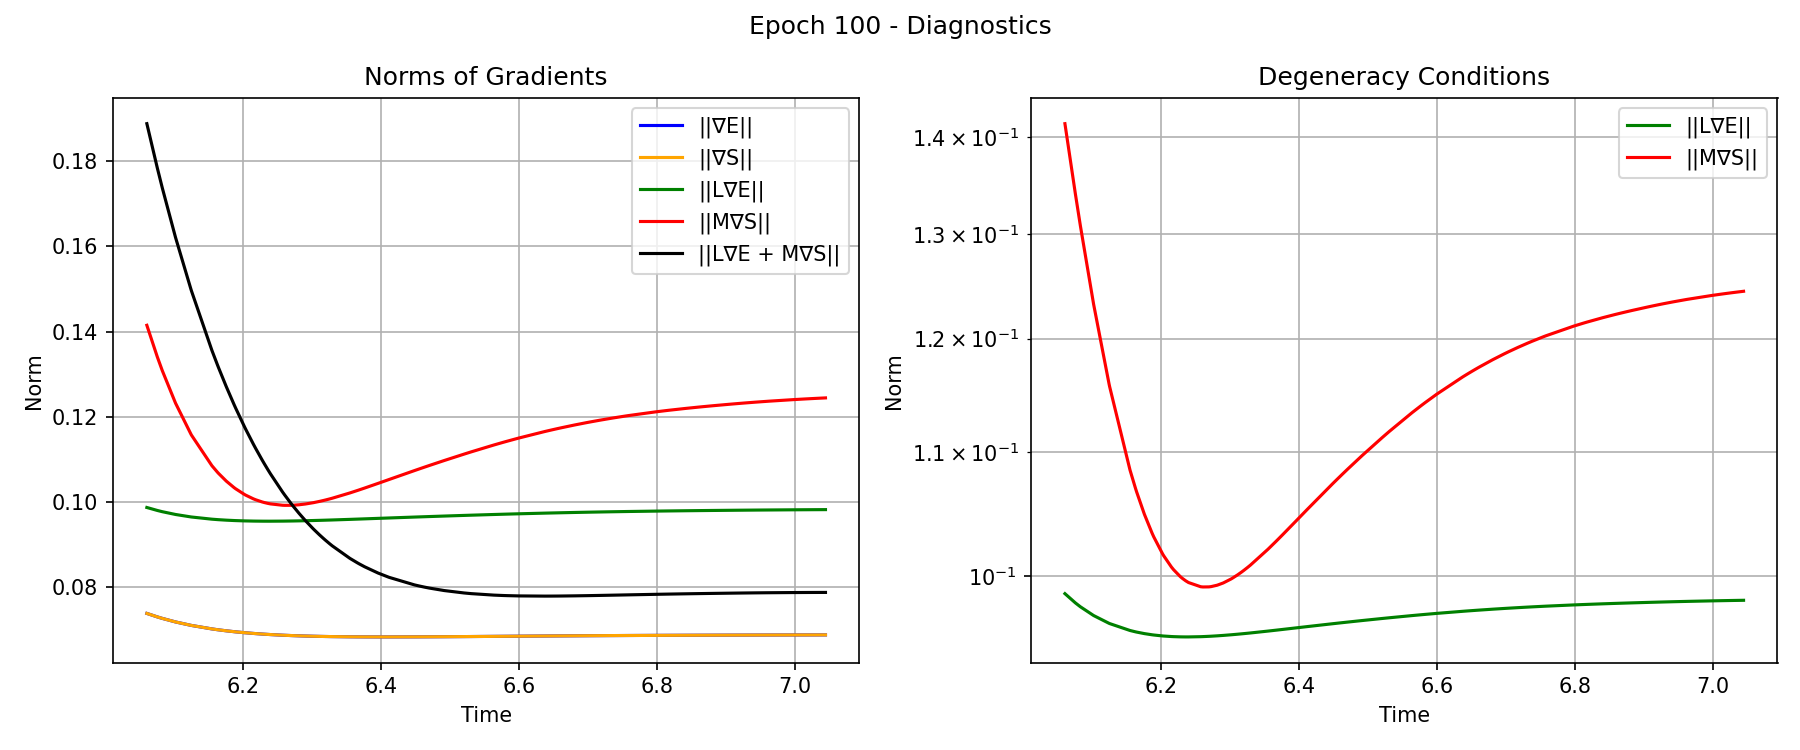 Epoch 100 - Diagnostics
Norms of Gradients
||∇E||
||∇S||
||L∇E||
||M∇S||
||L∇E + M∇S||
0.18
0.16
0.14
0.12
0.10
0.08
Norm
6.2
6.4
6.6
6.8
7.0
Time
Degeneracy Conditions
||L∇E||
||M∇S||
1.4 × 10⁻¹
1.3 × 10⁻¹
1.2 × 10⁻¹
1.1 × 10⁻¹
10⁻¹
Norm
6.2
6.4
6.6
6.8
7.0
Time